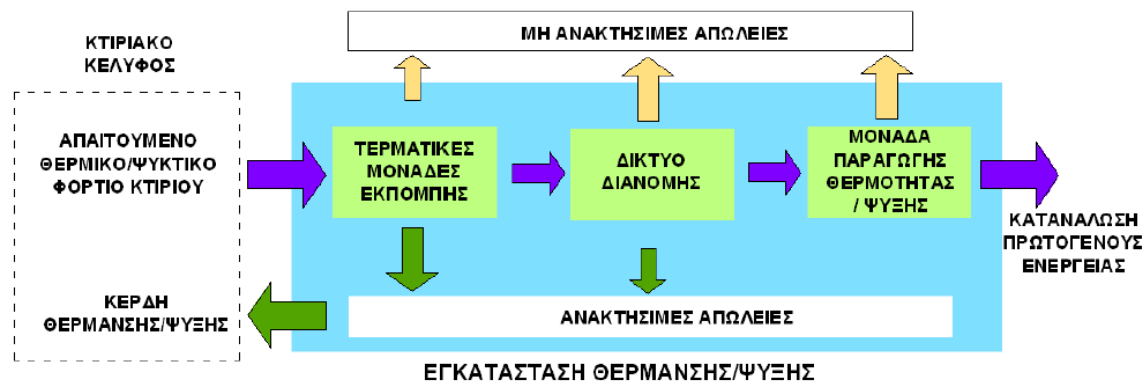 ΜΗ ΑΝΑΚΤΗΣΙΜΕΣ ΑΠΩΛΕΙΕΣ
ΚΤΙΡΙΑΚΟ
ΚΕΛΥΦΟΣ
ΑΠΑΙΤΟΥΜΕΝΟ
ΘΕΡΜΙΚΟ/ΨΥΚΤΙΚΟ
ΦΟΡΤΙΟ ΚΤΙΡΙΟΥ
ΤΕΡΜΑΤΙΚΕΣ
ΜΟΝΑΔΕΣ
ΕΚΠΟΜΠΗΣ
ΔΙΚΤΥΟ
ΔΙΑΝΟΜΗΣ
ΜΟΝΑΔΑ
ΠΑΡΑΓΩΓΗΣ
ΘΕΡΜΟΤΗΤΑΣ
/ ΨΥΞΗΣ
ΚΑΤΑΝΑΛΩΣΗ
ΠΡΩΤΟΓΕΝΟΥΣ
ΕΝΕΡΓΕΙΑΣ
ΚΕΡΔΗ
ΘΕΡΜΑΝΣΗΣ/ΨΥΞΗΣ
ΑΝΑΚΤΗΣΙΜΕΣ ΑΠΩΛΕΙΕΣ
ΕΓΚΑΤΑΣΤΑΣΗ ΘΕΡΜΑΝΣΗΣ/ΨΥΞΗΣ